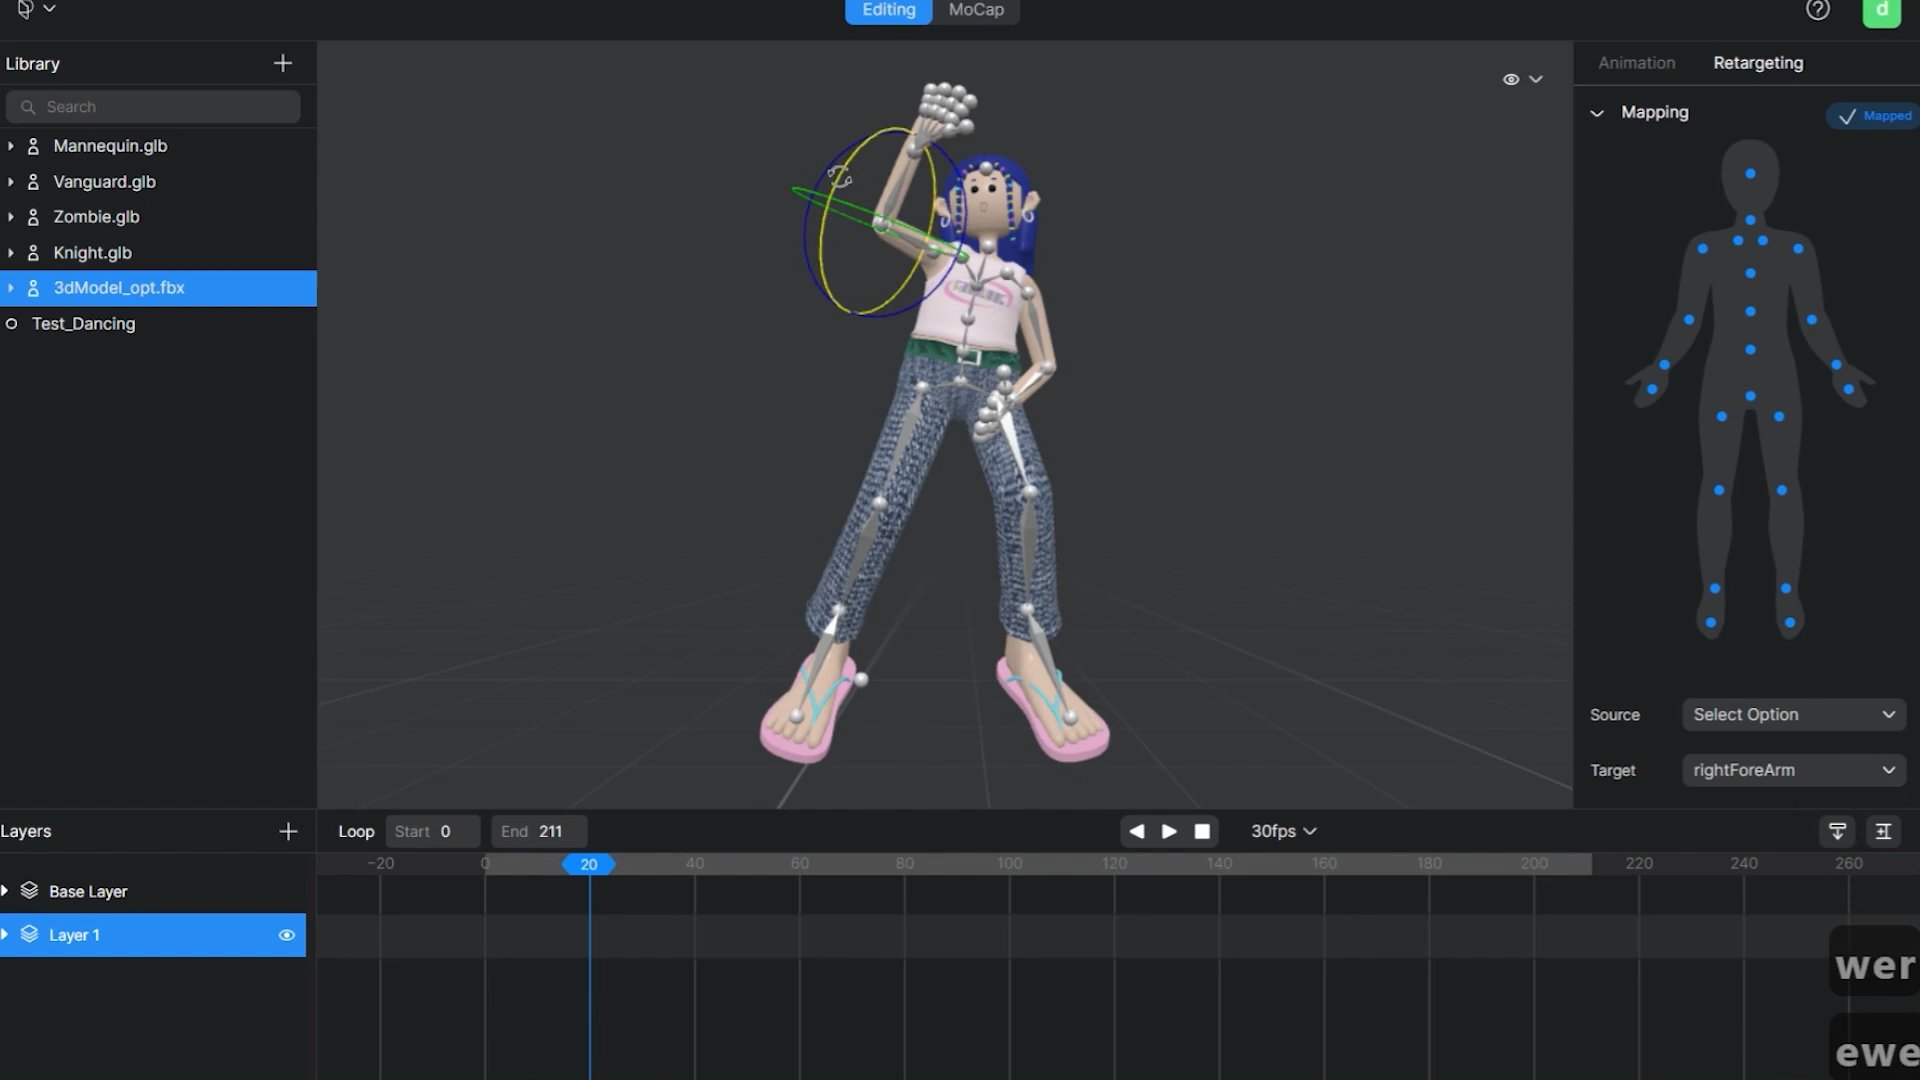 Editing MoCap
d
Library
Search
Animation Retargeting
Mannequin.glb
Vanguard.glb
Zombie.glb
Knight.glb
3dModel_opt.fbx
Test_Dancing
Mapping
Mapped
Source Select Option
Target rightForeArm
Layers
Loop Start 0 End 211
30fps
-20 0 20 40 60 80 100 120 140 160 180 200 220 240 260
Base Layer
Layer 1
wer
ewe